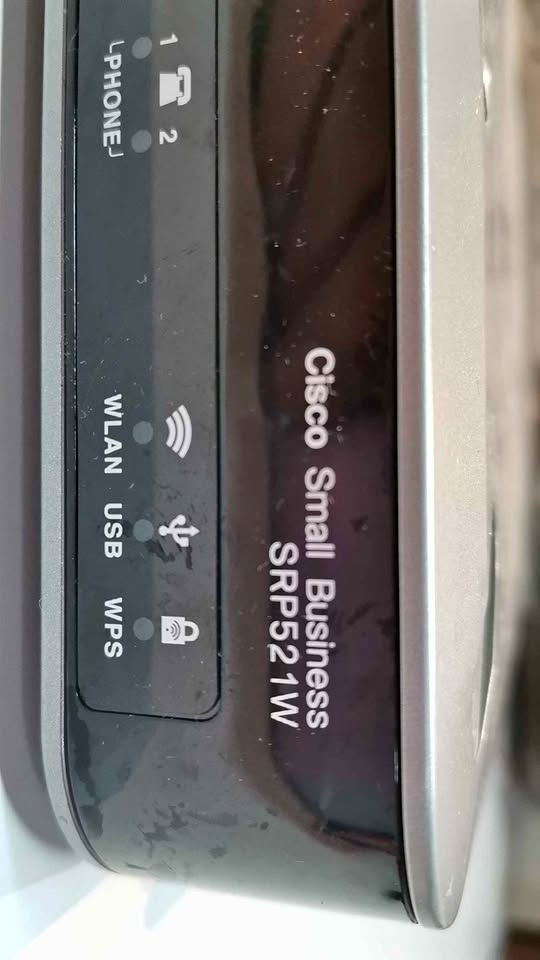 Cisco Small Business
SRP521W
1 2
PHONE
WLAN USB WPS